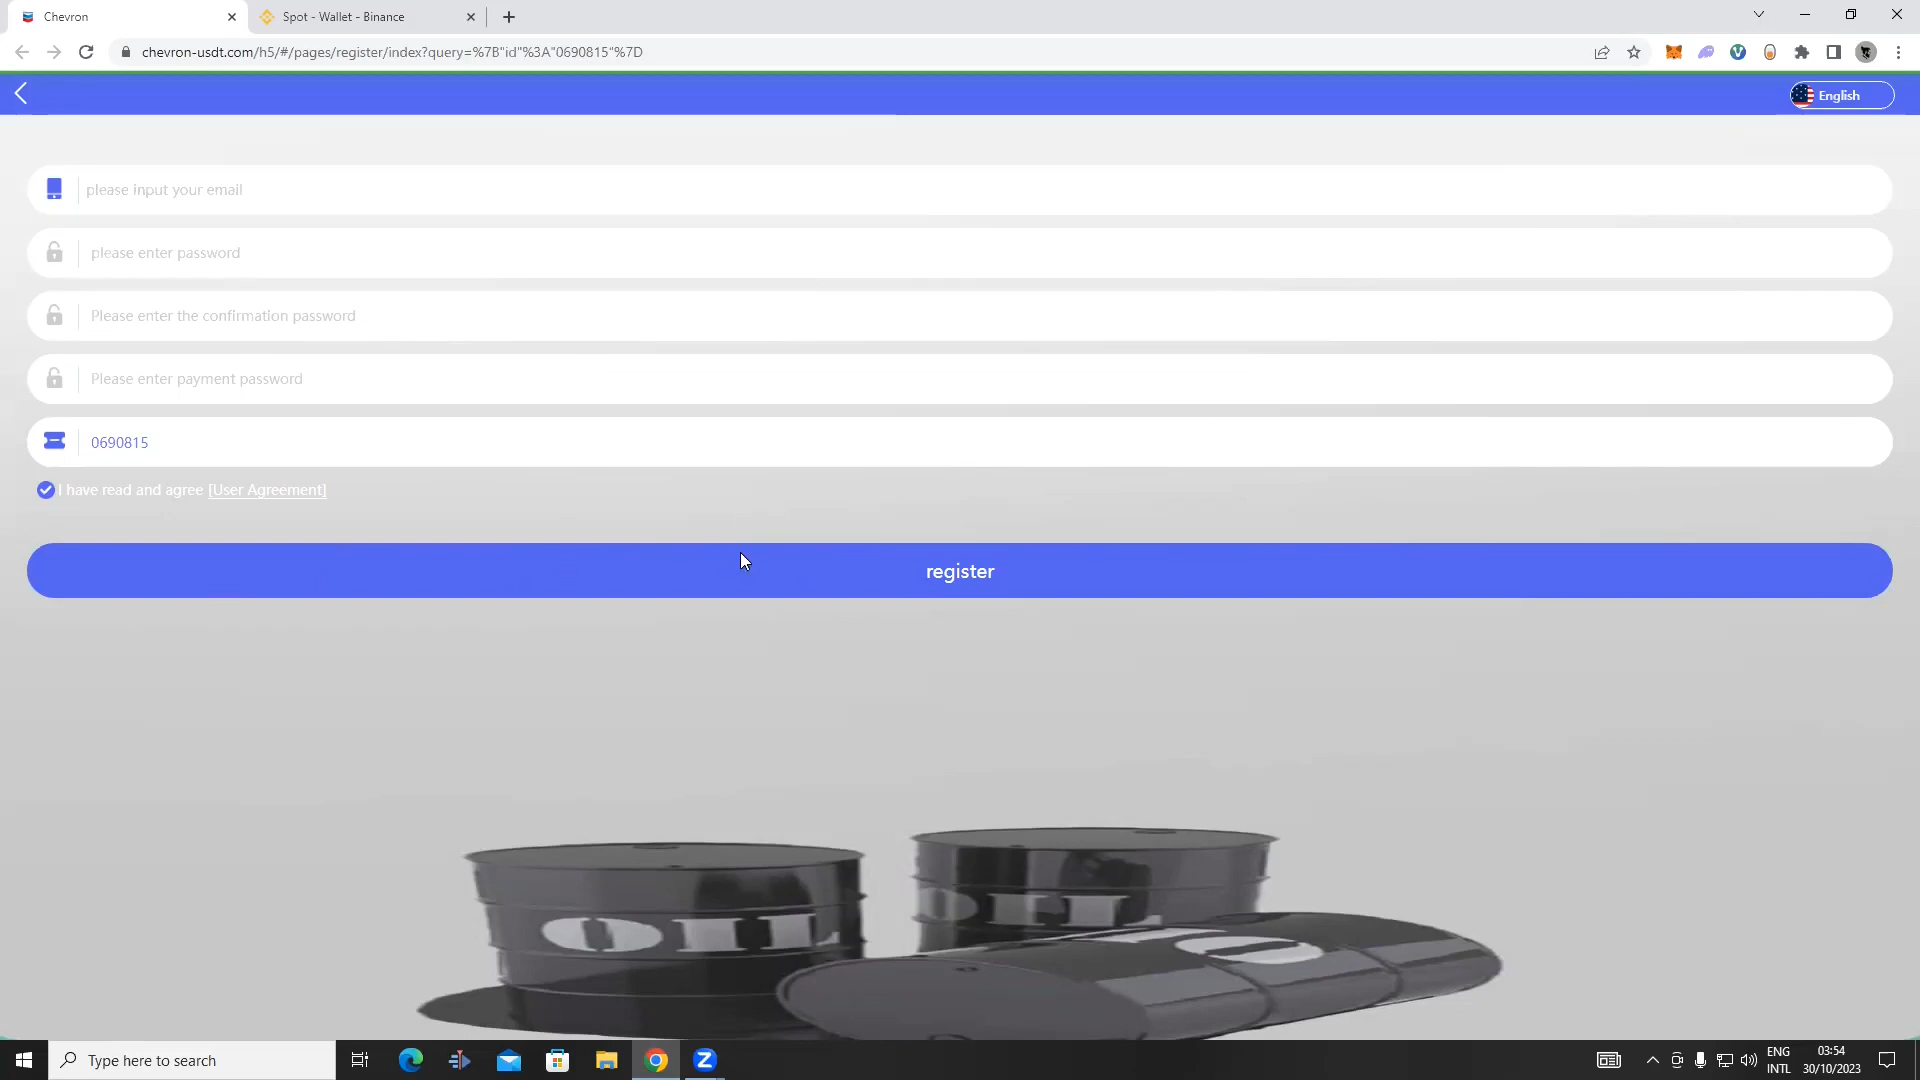 Chevron
Spot - Wallet - Binance
chevron-usdt.com/h5/#/pages/register/index?query=%7B"id"%3A"0690815"%7D
English
please input your email
please enter password
Please enter the confirmation password
Please enter payment password
0690815
I have read and agree [User Agreement]
register
OIL
OIL
Type here to search
ENG
INTL
03:54
30/10/2023